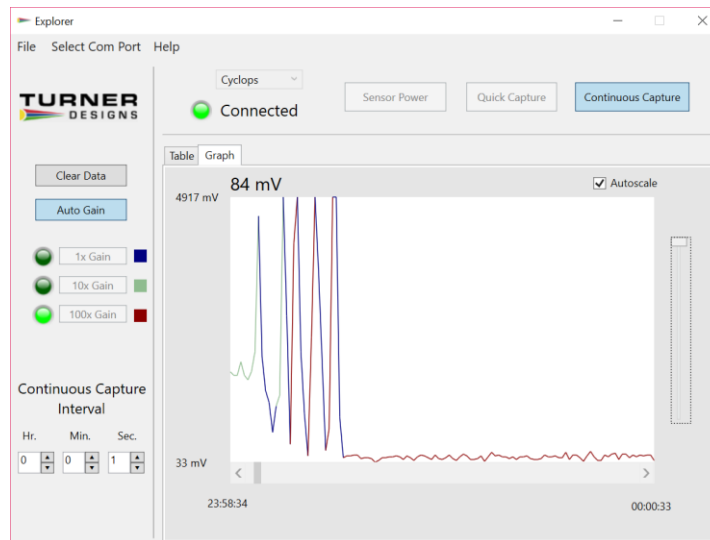 Explorer
File Select Com Port Help
TURNER
DESIGNS
Cyclops
Connected
Sensor Power
Quick Capture
Continuous Capture
Table Graph
Clear Data
Auto Gain
1x Gain
10x Gain
100x Gain
Continuous Capture
Interval
Hr. Min. Sec.
0 0 1
84 mV
Autoscale
4917 mV
33 mV
23:58:34
00:00:33